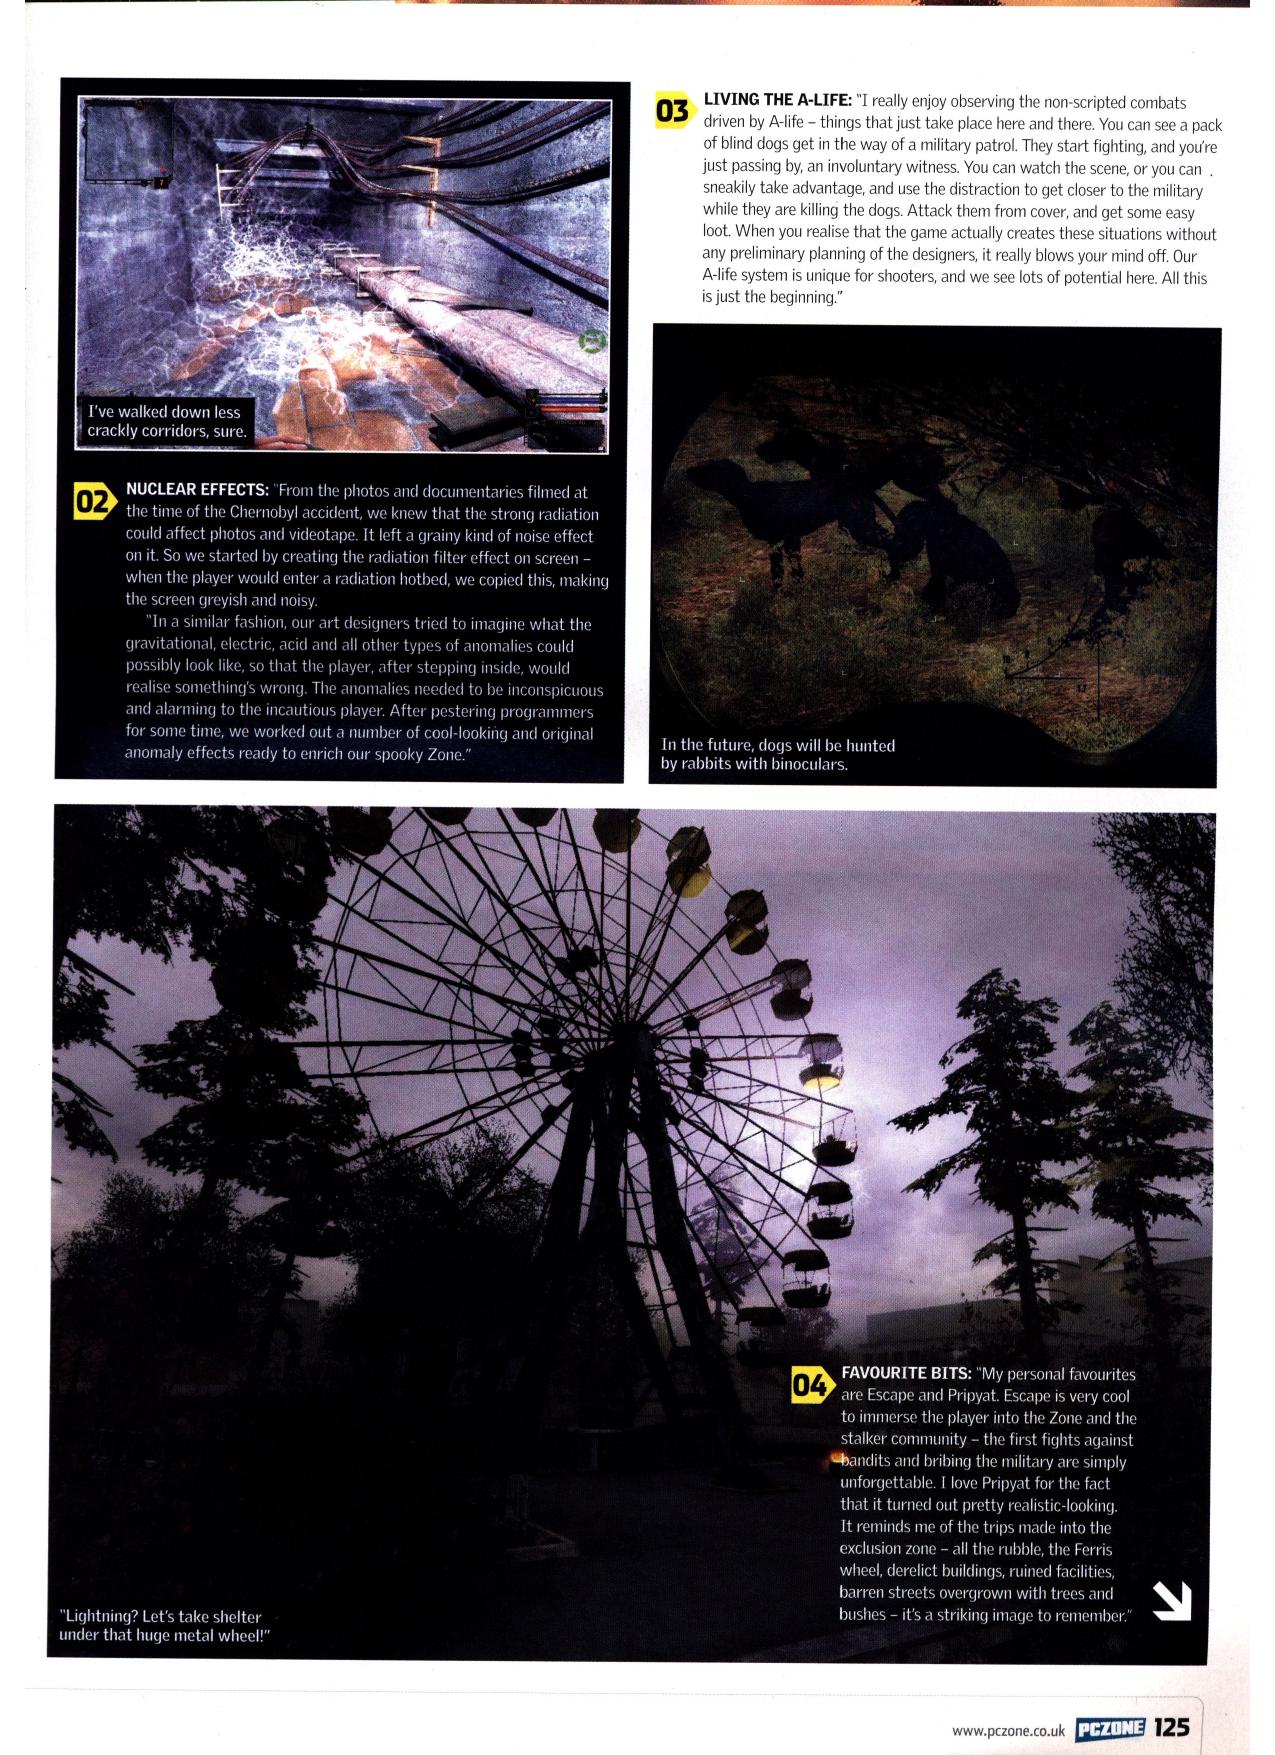 I've walked down less
crackly corridors, sure.
02 NUCLEAR EFFECTS: "From the photos and documentaries filmed at
the time of the Chernobyl accident, we knew that the strong radiation
could affect photos and videotape. It left a grainy kind of noise effect
on it. So we started by creating the radiation filter effect on screen –
when the player would enter a radiation hotbed, we copied this, making
the screen greyish and noisy.
"In a similar fashion, our art designers tried to imagine what the
gravitational, electric, acid and all other types of anomalies could
possibly look like, so that the player, after stepping inside, would
realise something's wrong. The anomalies needed to be inconspicuous
and alarming to the incautious player. After pestering programmers
for some time, we worked out a number of cool-looking and original
anomaly effects ready to enrich our spooky Zone."
03 LIVING THE A-LIFE: "I really enjoy observing the non-scripted combats
driven by A-life – things that just take place here and there. You can see a pack
of blind dogs get in the way of a military patrol. They start fighting, and you're
just passing by, an involuntary witness. You can watch the scene, or you can
sneakily take advantage, and use the distraction to get closer to the military
while they are killing the dogs. Attack them from cover, and get some easy
loot. When you realise that the game actually creates these situations without
any preliminary planning of the designers, it really blows your mind off. Our
A-life system is unique for shooters, and we see lots of potential here. All this
is just the beginning."
In the future, dogs will be hunted
by rabbits with binoculars.
04 FAVOURITE BITS: "My personal favourites
are Escape and Pripyat. Escape is very cool
to immerse the player into the Zone and the
stalker community – the first fights against
bandits and bribing the military are simply
unforgettable. I love Pripyat for the fact
that it turned out pretty realistic-looking.
It reminds me of the trips made into the
exclusion zone – all the rubble, the Ferris
wheel, derelict buildings, ruined facilities,
barren streets overgrown with trees and
bushes – it's a striking image to remember."
"Lightning? Let's take shelter
under that huge metal wheel!"
www.pczone.co.uk PCZONE 125